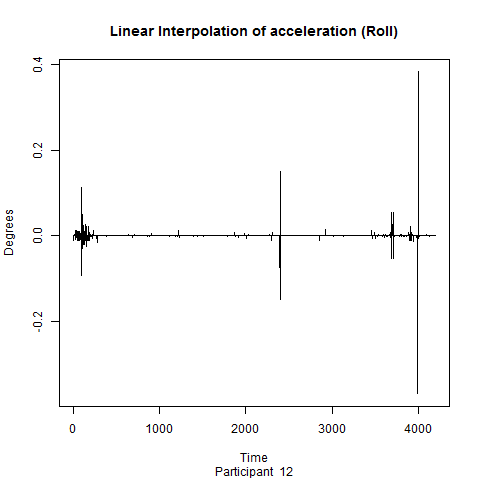 Linear Interpolation of acceleration (Roll)
0.4
0.2
0.0
-0.2
Degrees
0 1000 2000 3000 4000
Time
Participant 12